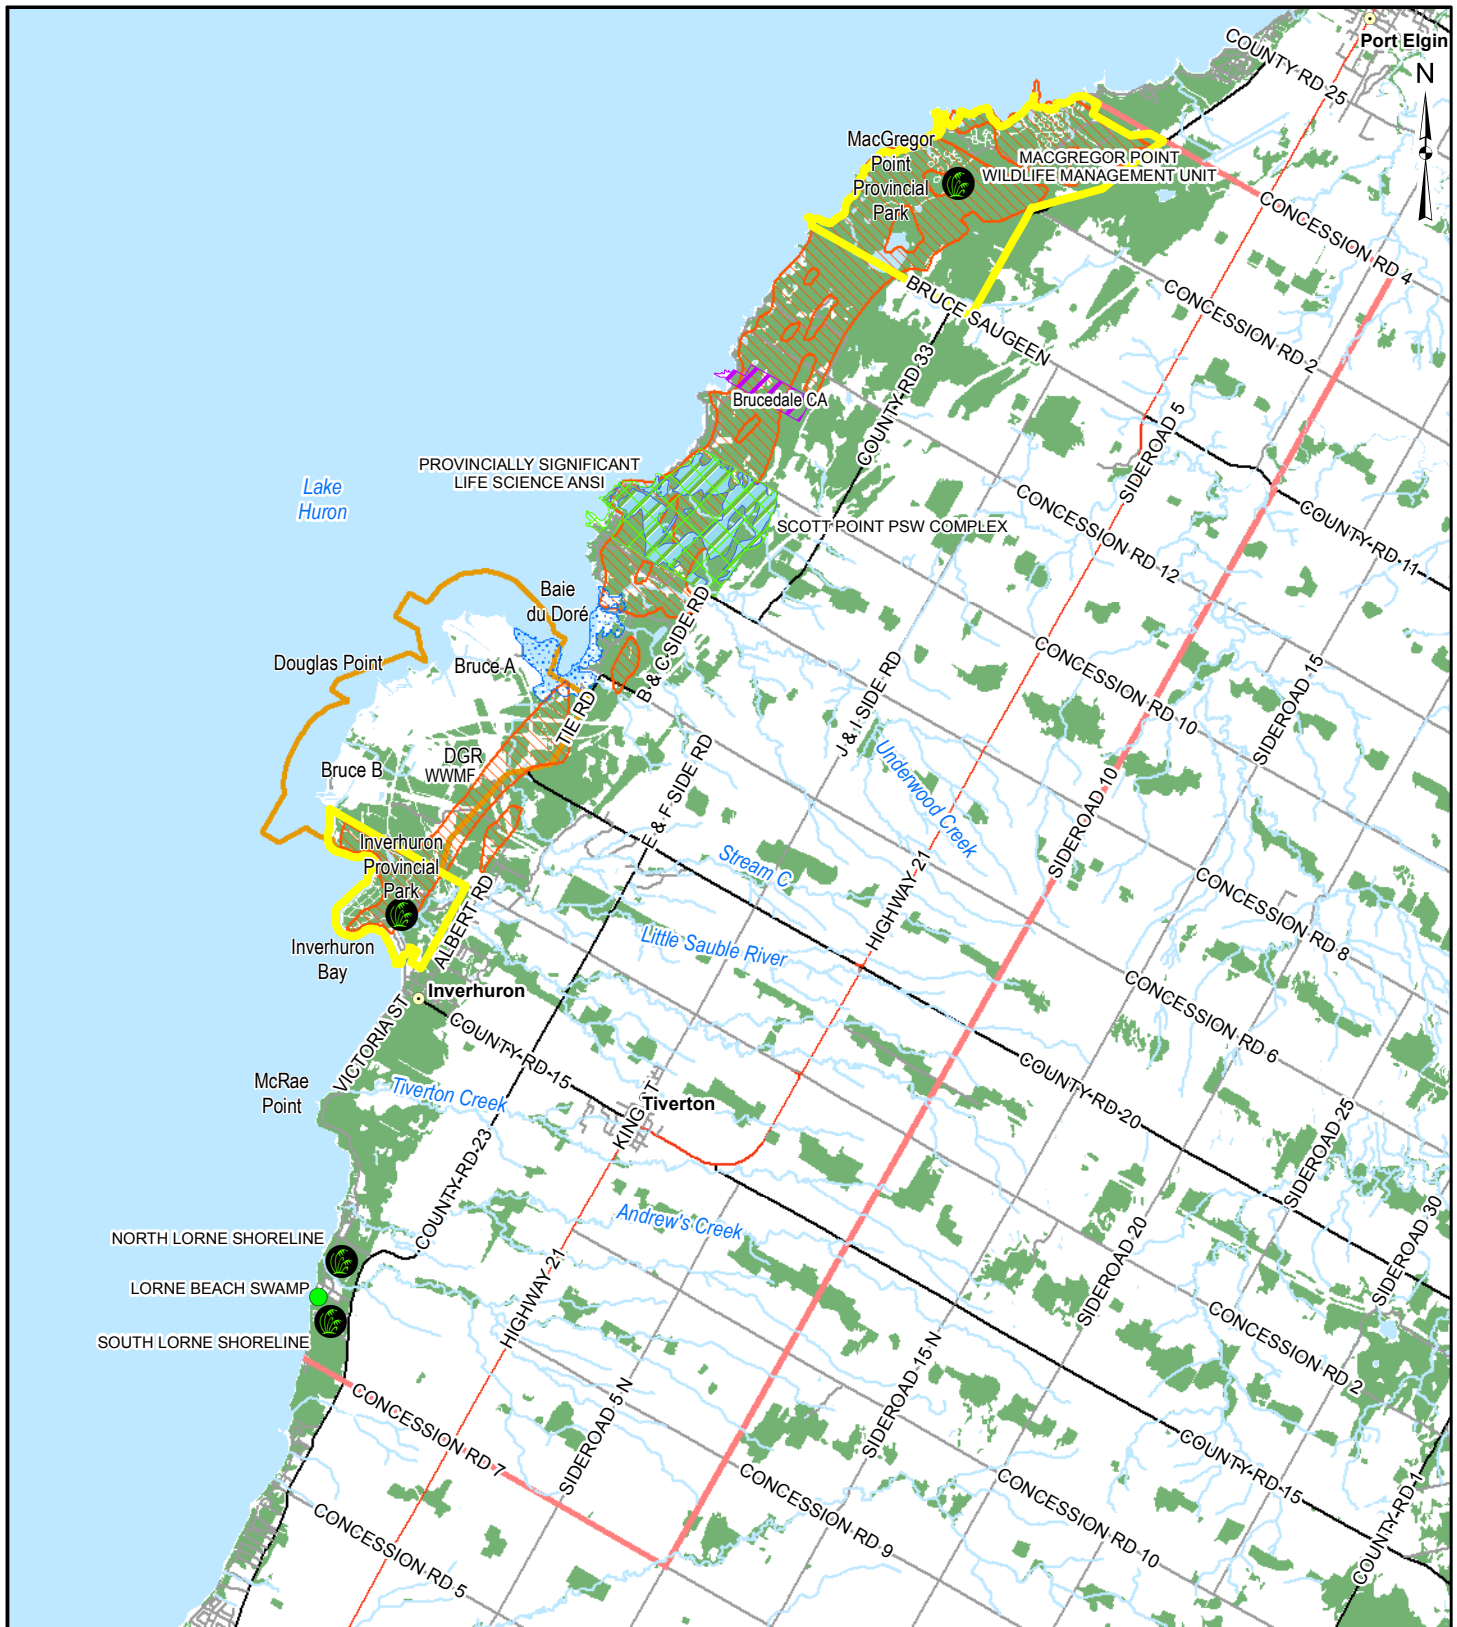 Port Elgin
COUNTY RD 25
N
MacGregor
Point
Provincial
Park
MACGREGOR POINT
WILDLIFE MANAGEMENT UNIT
CONCESSION RD 4
BRUCE SAUGEEN
CONCESSION RD 2
COUNTY RD 33
Brucedale CA
SIDEROAD 5
PROVINCIALLY SIGNIFICANT
LIFE SCIENCE ANSI
Lake
Huron
SCOTT POINT PSW COMPLEX
CONCESSION RD 12
COUNTY RD 11
Baie
du Doré
B & C SIDE RD
Douglas Point
Bruce A
TIE RD
J & I SIDE RD
CONCESSION RD 10
SIDEROAD 15
DGR
WWMF
Bruce B
E & F SIDE RD
Underwood Creek
SIDEROAD 10
Inverhuron
Provincial
Park
Stream C
HIGHWAY 21
CONCESSION RD 8
ALBERT RD
Little Sauble River
Inverhuron
Bay
Inverhuron
CONCESSION RD 6
VICTORIA ST
COUNTY RD 15
McRae
Point
Tiverton Creek
KING ST
Tiverton
COUNTY RD 20
SIDEROAD 25
COUNTY RD 23
Andrew's Creek
SIDEROAD 20
SIDEROAD 30
NORTH LORNE SHORELINE
LORNE BEACH SWAMP
SOUTH LORNE SHORELINE
HIGHWAY 21
CONCESSION RD 2
CONCESSION RD 7
SIDEROAD 5 N
SIDEROAD 15 N
COUNTY RD 15
CONCESSION RD 5
CONCESSION RD 9
CONCESSION RD 10
COUNTY RD 1